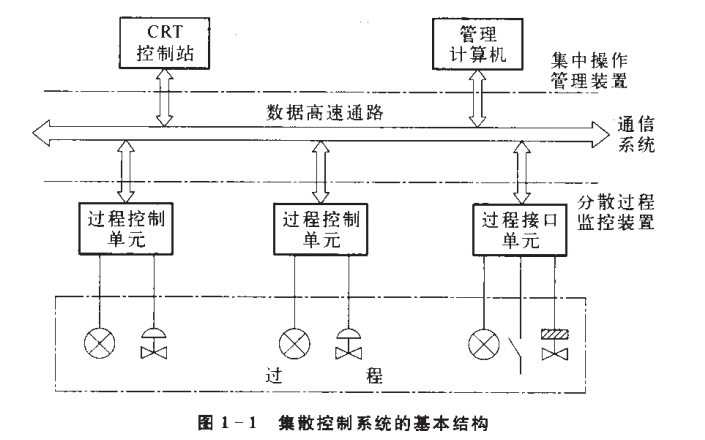 CRT
控制站
管理
计算机
集中操作
管理装置
数据高速通路
通信
系统
分散过程
监控装置
过程控制
单元
过程控制
单元
过程接口
单元
过 程
图 1-1 集散控制系统的基本结构